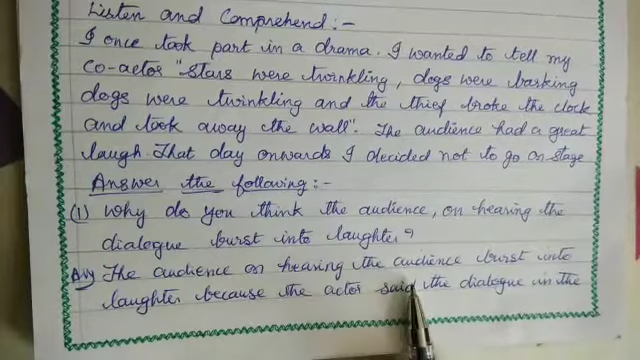 Listen and Comprehend:-
I once took part in a drama. I wanted to tell my
co-actor "Stars were twinkling, dogs were barking
dogs were twinkling and the thief broke the clock
and took away the wall". The audience had a great
laugh. That day onwards I decided not to go on stage
Answer the following:-
(1) Why do you think the audience, on hearing the
dialogue burst into laughter?
Ans) The audience on hearing the audience burst into
laughter because the actor said the dialogue in the